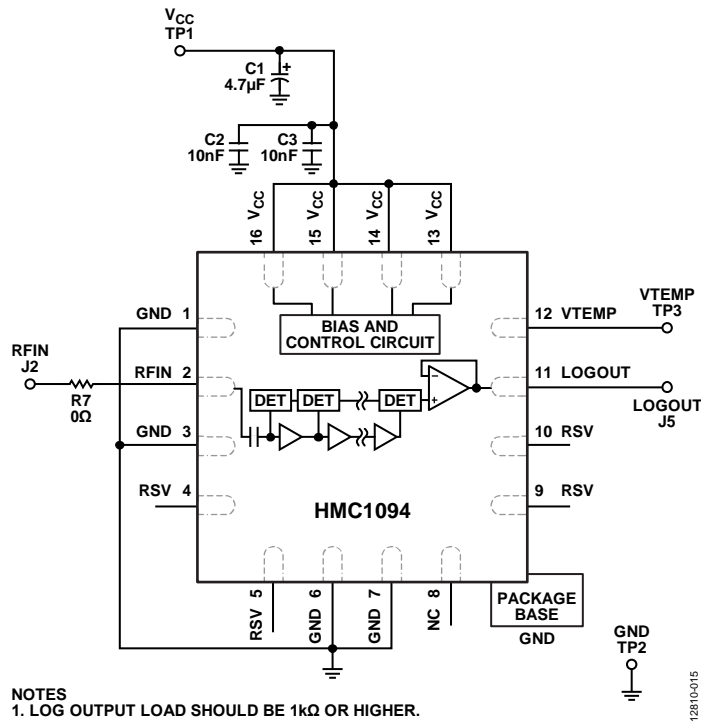 VCC
TP1
C1 +
4.7µF
C2
10nF
C3
10nF
16 VCC
15 VCC
14 VCC
13 VCC
GND 1
BIAS AND
CONTROL CIRCUIT
12 VTEMP
VTEMP
TP3
RFIN
J2
R7
0Ω
RFIN 2
DET
DET
DET
−
+
11 LOGOUT
LOGOUT
J5
GND 3
10 RSV
RSV 4
9 RSV
HMC1094
RSV 5
GND 6
GND 7
NC 8
PACKAGE
BASE
GND
GND
TP2
NOTES
1. LOG OUTPUT LOAD SHOULD BE 1kΩ OR HIGHER.
12810-015